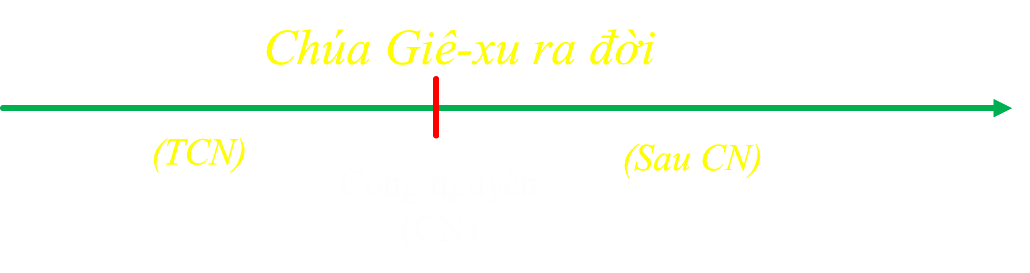 Chúa Giê-xu ra đời
(TCN)
(Sau CN)